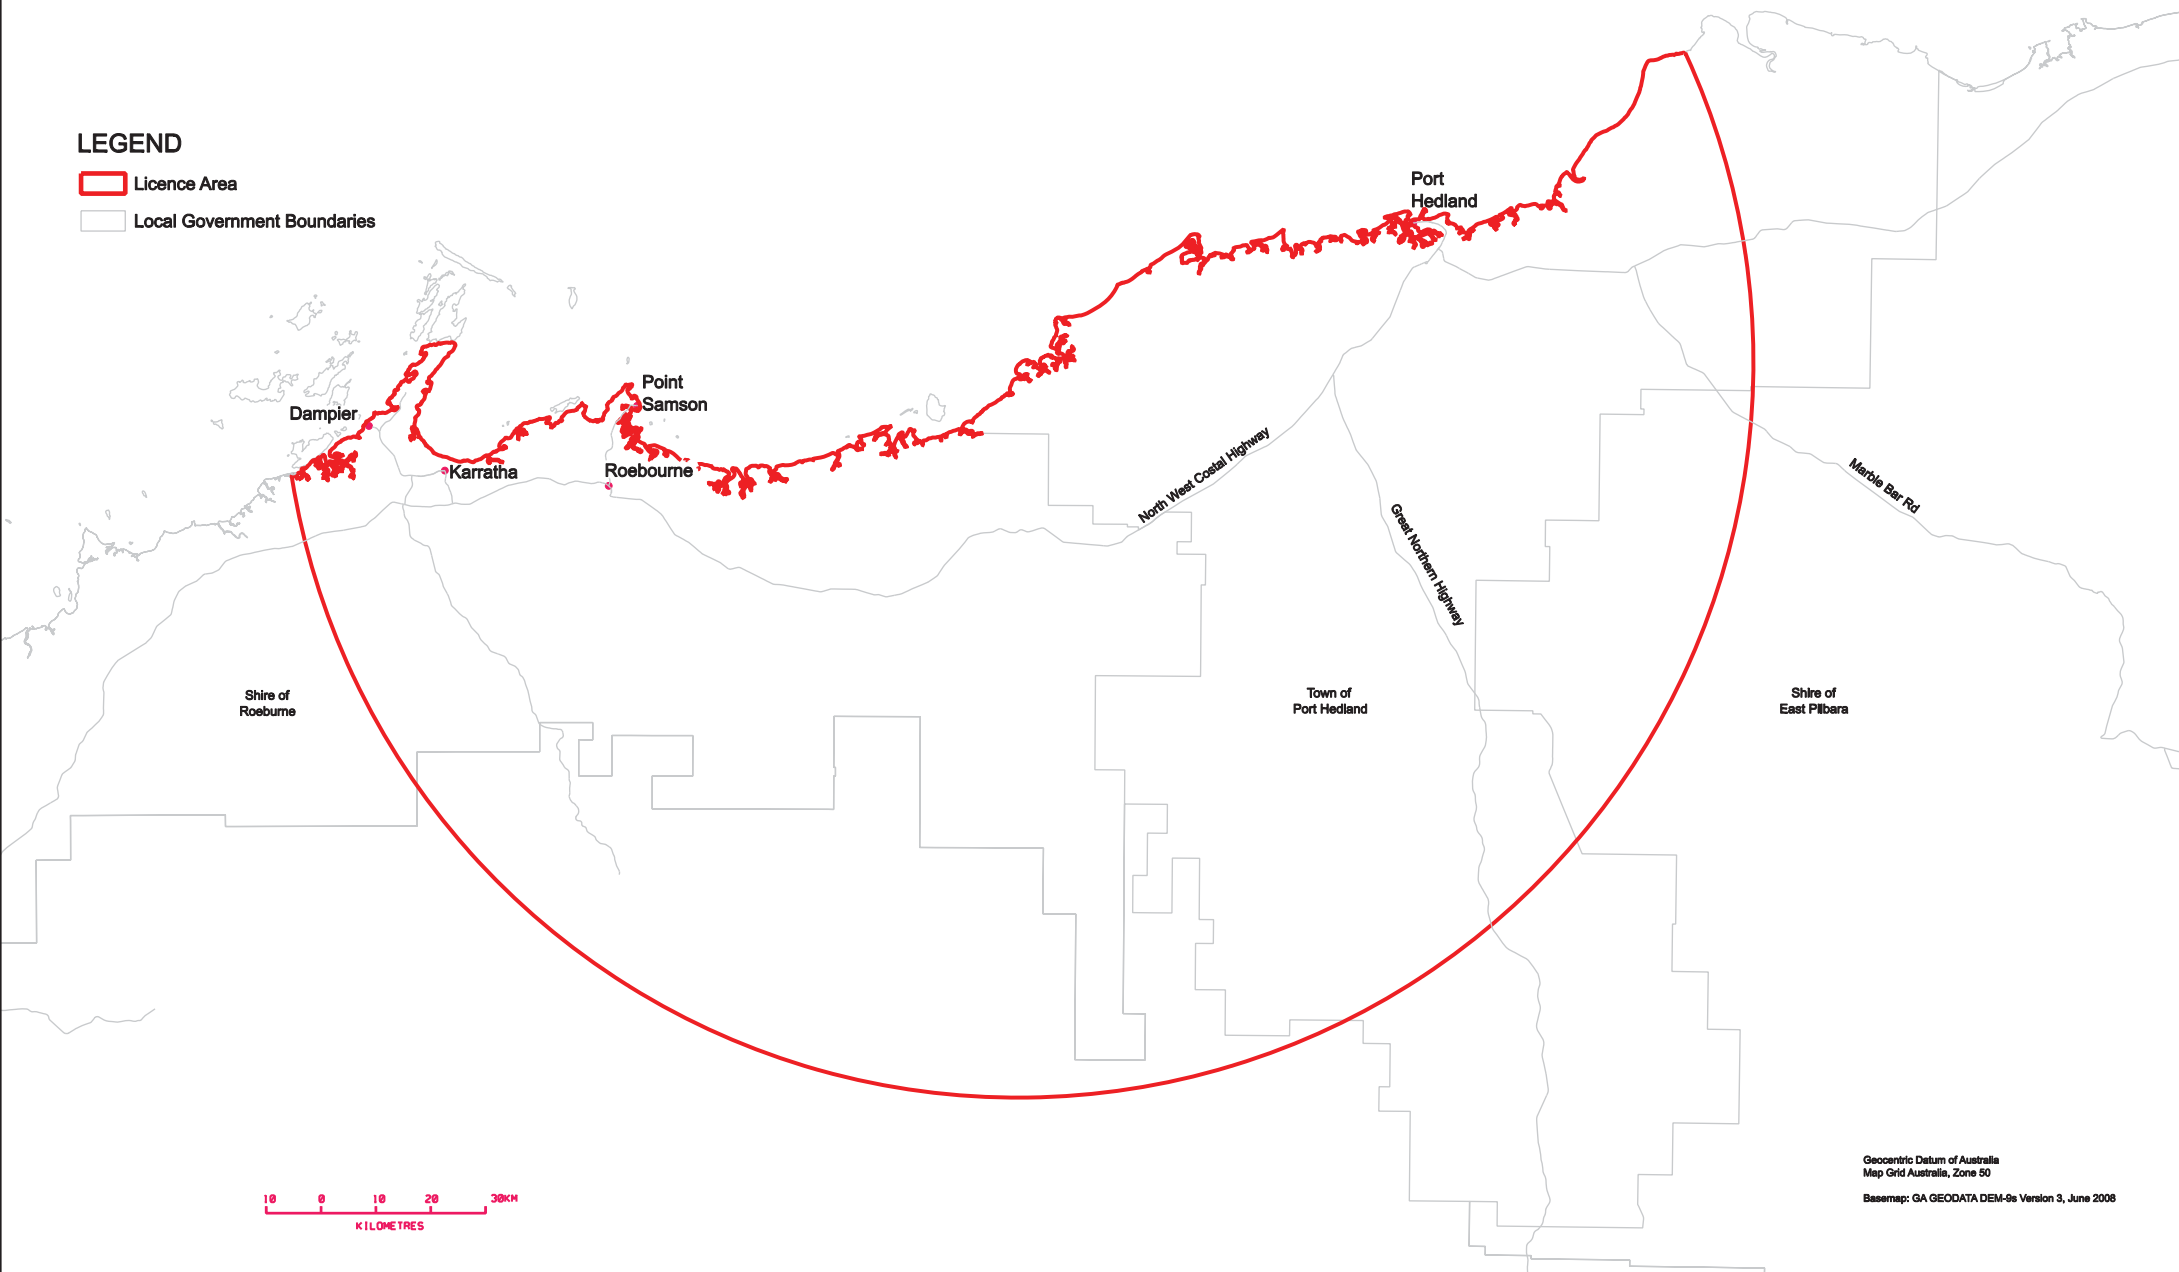 LEGEND
Licence Area
Local Government Boundaries
Port
Hedland
Point
Samson
Dampier
Karratha
Roebourne
North West Costal Highway
Great Northern Highway
Marble Bar Rd
Shire of
Roeburne
Town of
Port Hedland
Shire of
East Pilbara
Geocentric Datum of Australia
Map Grid Australia, Zone 50
Basemap: GA GEODATA DEM-9s Version 3, June 2008
10 0 10 20 30KM
KILOMETRES